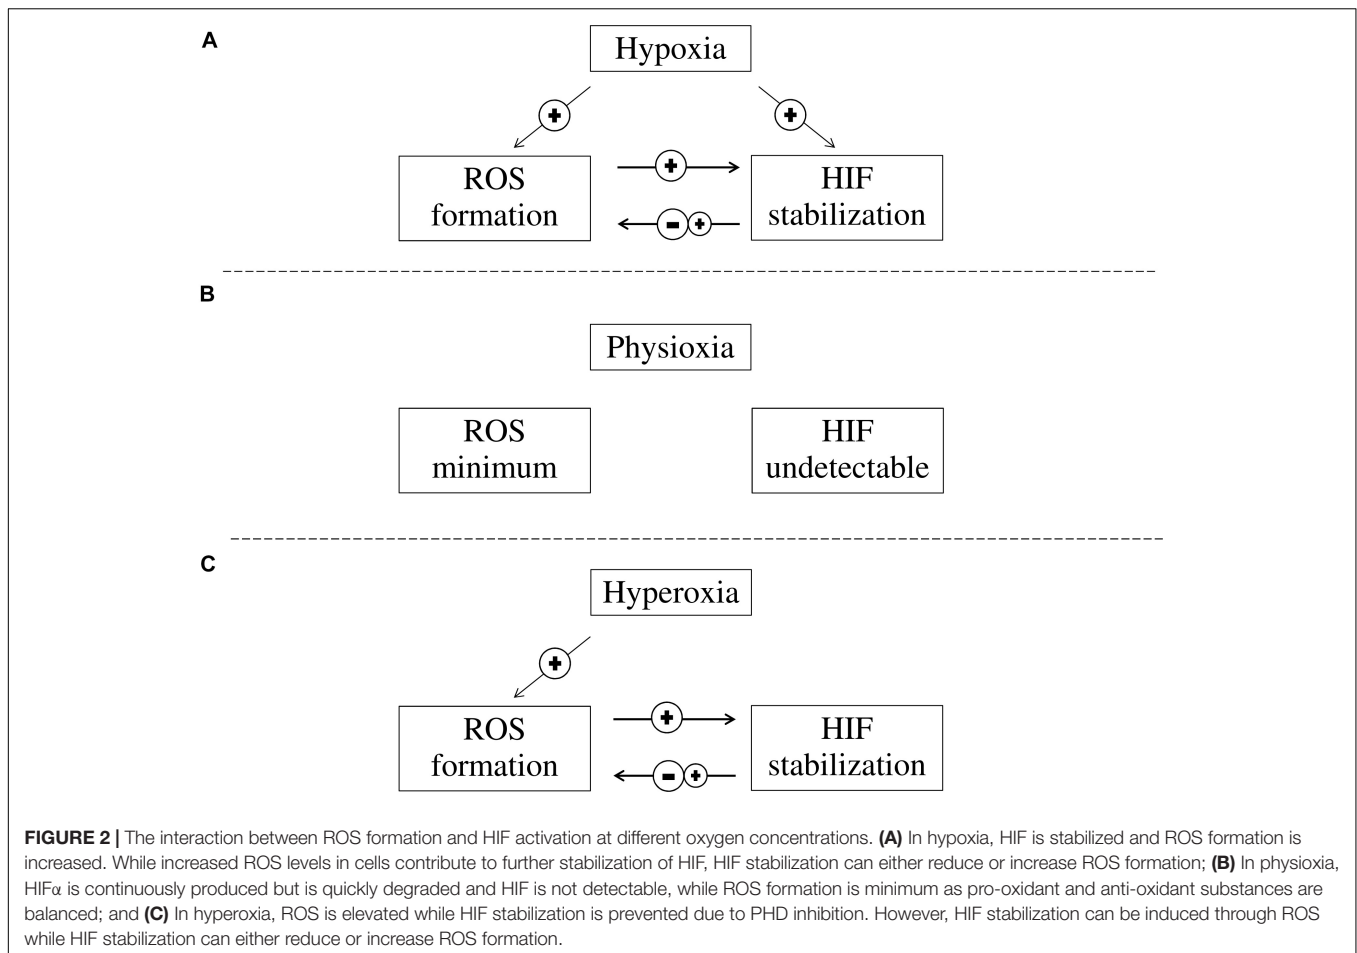 A
Hypoxia
+
+
ROS
formation
+
- +
HIF
stabilization
B
Physioxia
ROS
minimum
HIF
undetectable
C
Hyperoxia
+
ROS
formation
+
- +
HIF
stabilization
FIGURE 2 | The interaction between ROS formation and HIF activation at different oxygen concentrations. (A) In hypoxia, HIF is stabilized and ROS formation is
increased. While increased ROS levels in cells contribute to further stabilization of HIF, HIF stabilization can either reduce or increase ROS formation; (B) In physioxia,
HIFα is continuously produced but is quickly degraded and HIF is not detectable, while ROS formation is minimum as pro-oxidant and anti-oxidant substances are
balanced; and (C) In hyperoxia, ROS is elevated while HIF stabilization is prevented due to PHD inhibition. However, HIF stabilization can be induced through ROS
while HIF stabilization can either reduce or increase ROS formation.